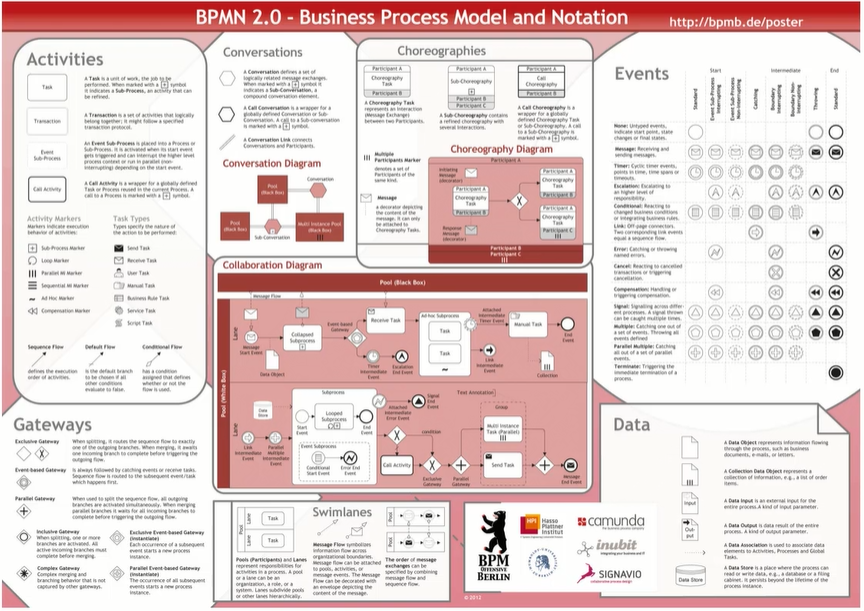 BPMN 2.0 - Business Process Model and Notation
http://bpmb.de/poster
Activities
Task
A Task is a unit of work, the job to be
performed. When marked with a + symbol
it indicates a Sub-Process, an activity that can
be refined.
Transaction
A Transaction is a set of activities that logically
belong together; it might follow a specified
transaction protocol.
Event
Sub-Process
An Event Sub-Process is placed into a Process or
Sub-Process. It is activated when its start event
gets triggered and can interrupt the higher level
process context or run in parallel (non-
interrupting) depending on the start event.
Call Activity
A Call Activity is a wrapper for a globally
defined Task or Process reused in the current Process. A
call to a Process is marked with a + symbol.
Activity Markers
Markers indicate execution
behavior of activities:
Sub-Process Marker
Loop Marker
Parallel MI Marker
Sequential MI Marker
Ad Hoc Marker
Compensation Marker
Task Types
Types specify the nature of
the action to be performed:
Send Task
Receive Task
User Task
Manual Task
Business Rule Task
Service Task
Script Task
Sequence Flow
defines the execution
order of activities.
Default Flow
is the default branch
to be chosen if all
other conditions
evaluate to false.
Conditional Flow
has a condition
assigned that defines
whether or not the
flow is used.
Conversations
A Conversation defines a set of
logically related message exchanges.
When marked with a + symbol it
indicates a Sub-Conversation, a
compound conversation element.
A Call Conversation is a wrapper for a
globally defined Conversation or Sub-
Conversation. A call to a Sub-conversation
is marked with a + symbol.
A Conversation Link connects
Conversations and Participants.
Conversation Diagram
Pool
(Black Box)
Conversation
Pool
(Black Box)
Sub-Conversation
Multi Instance Pool
(Black Box)
Choreographies
Participant A
Choreography
Task
Participant B
A Choreography Task
represents an Interaction
(Message Exchange)
between two Participants.
Participant A
Sub-Choreography
Participant B
Participant C
A Sub-Choreography contains
a refined choreography with
several Interactions.
Participant A
Call
Choreography
Participant B
A Call Choreography is a
wrapper for a globally
defined Choreography Task
or Sub-Choreography. A call
to a Sub-Choreography is
marked with a + symbol.
Multiple
Participants Marker
denotes a set of
Participants of the
same kind.
Message
a decorator depicting
the content of the
message. It can only
be attached to
Choreography Tasks.
Choreography Diagram
Participant A
Initiating
Message
(decorator)
Participant A
Choreography
Task
Participant B
Response
Message
(decorator)
Choreography
Task
Choreography
Task
Participant B
Participant C
Events
Start
Intermediate
End
Standard
Event Sub-Process
Interrupting
Event Sub-Process
Non-Interrupting
Catching
Boundary
Interrupting
Boundary Non-
Interrupting
Throwing
Standard
None: Untyped events,
indicate start point, state
changes or final states.
Message: Receiving and
sending messages.
Timer: Cyclic timer events,
points in time, time spans or
timeouts.
Escalation: Escalating to
an higher level of
responsibility.
Conditional: Reacting to
changed business conditions
or integrating business rules.
Link: Off-page connectors.
Two corresponding link events
equal a sequence flow.
Error: Catching or throwing
named errors.
Cancel: Reacting to cancelled
transactions or triggering
cancellation.
Compensation: Handling or
triggering compensation.
Signal: Signalling across differ-
ent processes. A signal thrown
can be caught multiple times.
Multiple: Catching one out of
a set of events. Throwing all
events defined
Parallel Multiple: Catching
all out of a set of parallel
events.
Terminate: Triggering the
immediate termination of a
process.
Collaboration Diagram
Pool (Black Box)
Message Flow
Pool (White Box)
Lane
Message
Start Event
Data Object
Collapsed
Subprocess
Event-based
Gateway
Receive Task
Timer
Intermediate
Event
Escalation
End Event
Ad hoc Subprocess
Task
Task
Attached
Intermediate
Timer Event
Link
Intermediate
Event
Manual Task
Collection
End
Event
Lane
Data
Store
Link
Intermediate
Event
Parallel
Multiple
Intermediate
Event
Subprocess
Start
Event
Looped
Subprocess
End
Event
Event Subprocess
Conditional
Start Event
Error End
Event
Attached
Intermediate
Error Event
Signal
End
Event
Call Activity
condition
Exclusive
Gateway
Text Annotation
Parallel
Gateway
Group
Multi Instance
Task (Parallel)
Send Task
Message
End Event
Gateways
Exclusive Gateway
When splitting, it routes the sequence flow to exactly
one of the outgoing branches. When merging, it awaits
one incoming branch to complete before triggering the
outgoing flow.
Event-based Gateway
Is always followed by catching events or receive tasks.
Sequence flow is routed to the subsequent event/task
which happens first.
Parallel Gateway
When used to split the sequence flow, all outgoing
branches are activated simultaneously. When merging
parallel branches it waits for all incoming branches to
complete before triggering the outgoing flow.
Inclusive Gateway
When splitting, one or
more branches are
activated. All
active incoming branches must
complete before merging.
Complex Gateway
Complex merging and
branching behavior that is not
captured by other gateways.
Exclusive Event-based Gateway
(Instantiate)
Each occurrence of a subsequent
event starts a new process
instance.
Parallel Event-based Gateway
(Instantiate)
The occurrence of all subsequent
events starts a new process
instance.
Swimlanes
Pool
Lane
Task
Lane
Task
Pools (Participants) and Lanes
represent responsibilities for
activities in a process. A pool
or a lane can be an
organization, a role, or a
system. Lanes subdivide pools
or other lanes hierarchically.
Message Flow symbolizes
information flow across
organizational boundaries.
Message flow can be attached
to pools, activities, or
message events. The Message
Flow can be decorated with
an envelope depicting the
content of the message.
Pool
Pool
The order of message
exchanges can be
specified by combining
message flow and
sequence flow.
BPM
OFFENSIVE
BERLIN
HPI
Hasso
Plattner
Institut
camunda
inubit
SIGNAVIO
© 2012
Data
A Data Object represents information flowing
through the process, such as business
documents, e-mails, or letters.
A Collection Data Object represents a
collection of information, e.g., a list of order
items.
Input
A Data Input is an external input for the
entire process. A kind of input parameter.
Out-
put
A Data Output is data result of the entire
process. A kind of output parameter.
A Data Association is used to associate data
elements to Activities, Processes and Global
Tasks.
Data Store
A Data Store is a place where the process can
read or write data, e.g., a database or a filing
cabinet. It persists beyond the lifetime of the
process instance.